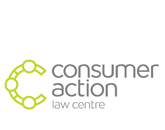 consumer
action
law centre